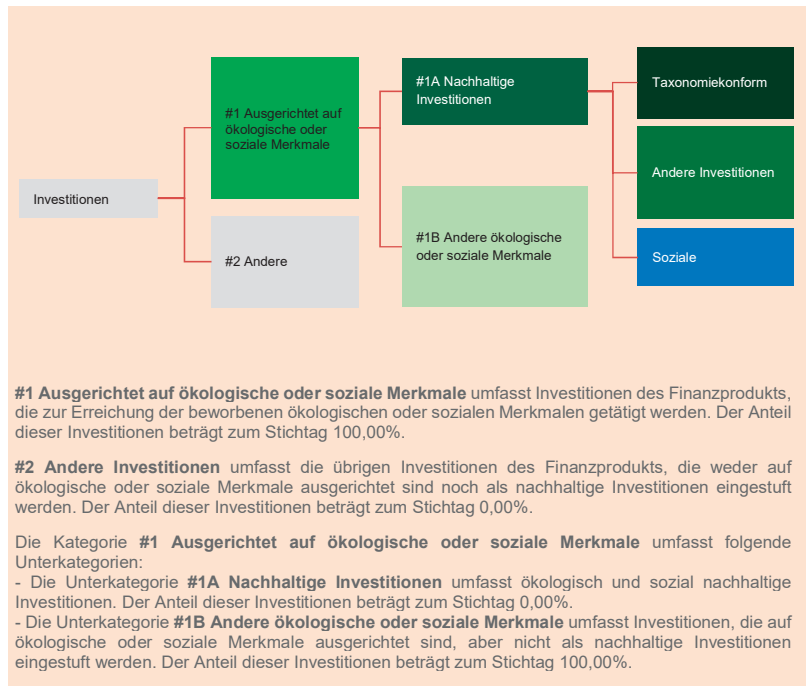 Investitionen
#1 Ausgerichtet auf
ökologische oder
soziale Merkmale
#2 Andere
#1A Nachhaltige
Investitionen
#1B Andere ökologische
oder soziale Merkmale
Taxonomiekonform
Andere Investitionen
Soziale
#1 Ausgerichtet auf ökologische oder soziale Merkmale umfasst Investitionen des Finanzprodukts,
die zur Erreichung der beworbenen ökologischen oder sozialen Merkmalen getätigt werden. Der Anteil
dieser Investitionen beträgt zum Stichtag 100,00%.
#2 Andere Investitionen umfasst die übrigen Investitionen des Finanzprodukts, die weder auf
ökologische oder soziale Merkmale ausgerichtet sind noch als nachhaltige Investitionen eingestuft
werden. Der Anteil dieser Investitionen beträgt zum Stichtag 0,00%.
Die Kategorie #1 Ausgerichtet auf ökologische oder soziale Merkmale umfasst folgende
Unterkategorien:
- Die Unterkategorie #1A Nachhaltige Investitionen umfasst ökologisch und sozial nachhaltige
Investitionen. Der Anteil dieser Investitionen beträgt zum Stichtag 0,00%.
- Die Unterkategorie #1B Andere ökologische oder soziale Merkmale umfasst Investitionen, die auf
ökologische oder soziale Merkmale ausgerichtet sind, aber nicht als nachhaltige Investitionen
eingestuft werden. Der Anteil dieser Investitionen beträgt zum Stichtag 100,00%.